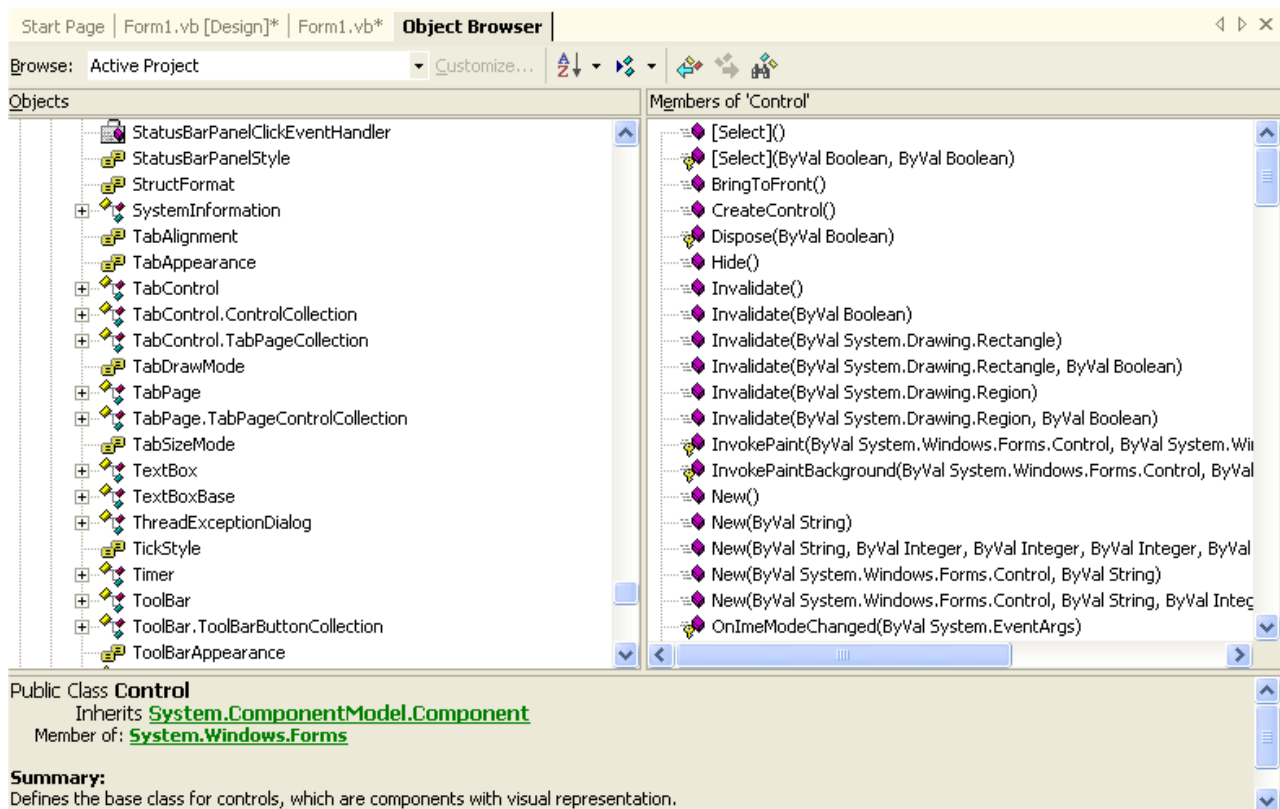 Start Page | Form1.vb [Design]* | Form1.vb* Object Browser
Browse: Active Project Customize...
Objects
StatusBarPanelClickEventHandler
StatusBarPanelStyle
StructFormat
SystemInformation
TabAlignment
TabAppearance
TabControl
TabControl.ControlCollection
TabControl.TabPageCollection
TabDrawMode
TabPage
TabPage.TabPageControlCollection
TabSizeMode
TextBox
TextBoxBase
ThreadExceptionDialog
TickStyle
Timer
ToolBar
ToolBar.ToolBarButtonCollection
ToolBarAppearance
Members of 'Control'
[Select]()
[Select](ByVal Boolean, ByVal Boolean)
BringToFront()
CreateControl()
Dispose(ByVal Boolean)
Hide()
Invalidate()
Invalidate(ByVal Boolean)
Invalidate(ByVal System.Drawing.Rectangle)
Invalidate(ByVal System.Drawing.Rectangle, ByVal Boolean)
Invalidate(ByVal System.Drawing.Region)
Invalidate(ByVal System.Drawing.Region, ByVal Boolean)
InvokePaint(ByVal System.Windows.Forms.Control, ByVal System.Wi
InvokePaintBackground(ByVal System.Windows.Forms.Control, ByVal
New()
New(ByVal String)
New(ByVal String, ByVal Integer, ByVal Integer, ByVal Integer, ByVal
New(ByVal System.Windows.Forms.Control, ByVal String)
New(ByVal System.Windows.Forms.Control, ByVal String, ByVal Integ
OnImeModeChanged(ByVal System.EventArgs)
Public Class Control
Inherits System.ComponentModel.Component
Member of: System.Windows.Forms
Summary:
Defines the base class for controls, which are components with visual representation.